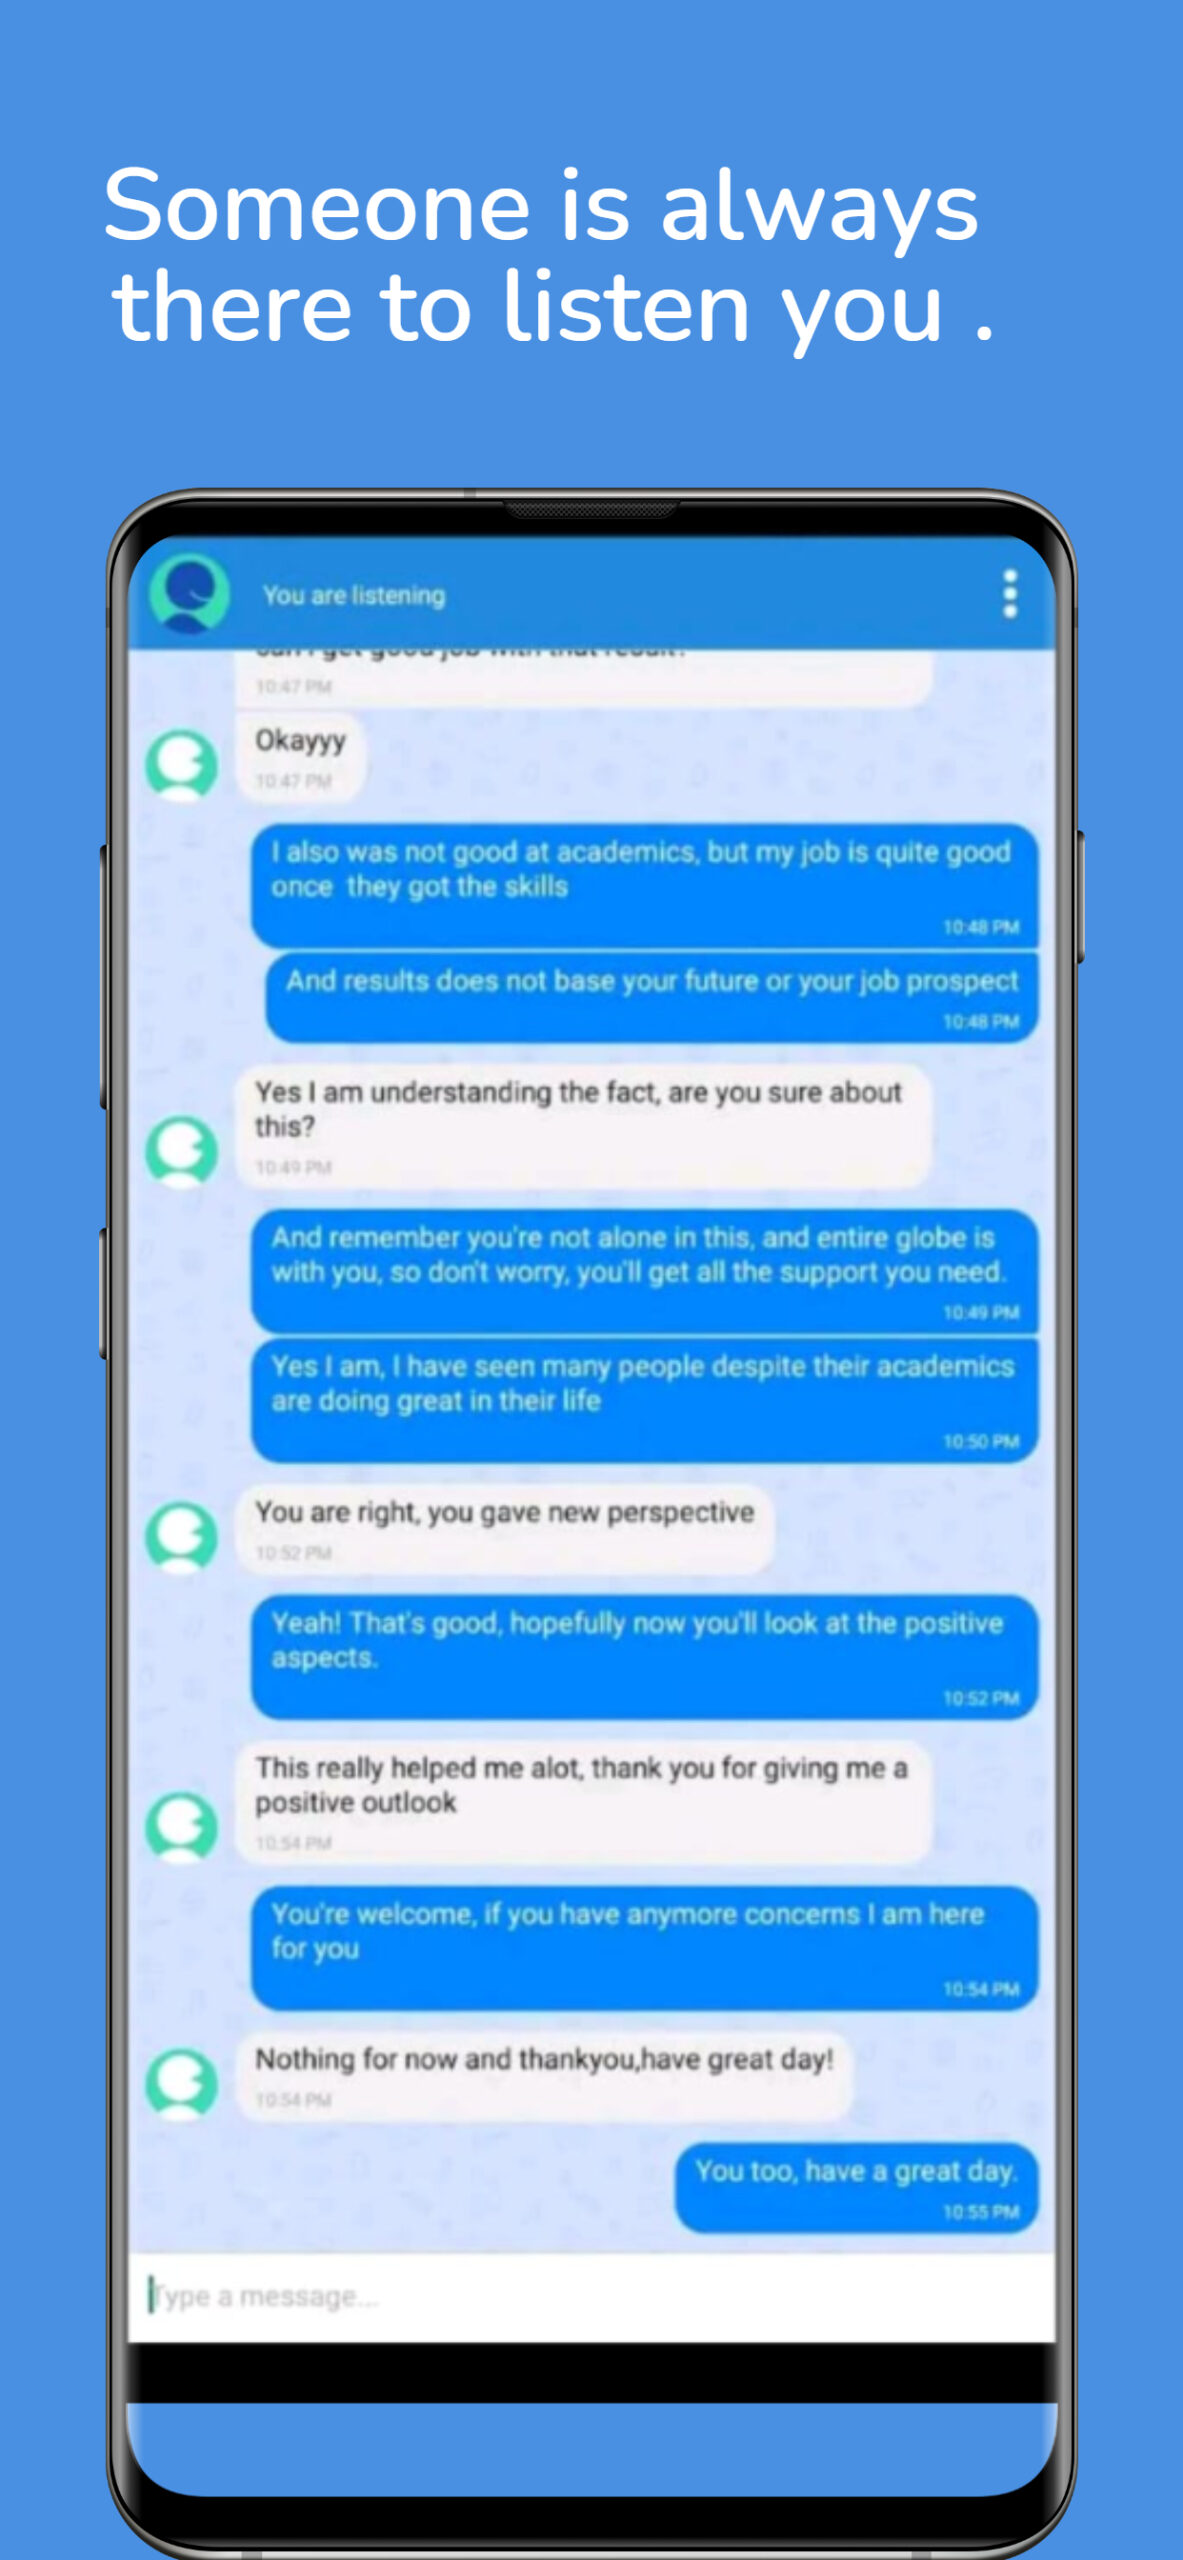 Someone is always
there to listen you .
You are listening
10:47 PM
Okayyy
10:47 PM
I also was not good at academics, but my job is quite good
once they got the skills
10:48 PM
And results does not base your future or your job prospect
10:48 PM
Yes I am understanding the fact, are you sure about
this?
10:49 PM
And remember you're not alone in this, and entire globe is
with you, so don't worry, you'll get all the support you need.
10:49 PM
Yes I am, I have seen many people despite their academics
are doing great in their life
10:50 PM
You are right, you gave new perspective
10:52 PM
Yeah! That's good, hopefully now you'll look at the positive
aspects.
10:52 PM
This really helped me alot, thank you for giving me a
positive outlook
10:54 PM
You're welcome, if you have anymore concerns I am here
for you
10:54 PM
Nothing for now and thankyou,have great day!
10:54 PM
You too, have a great day.
10:55 PM
Type a message...